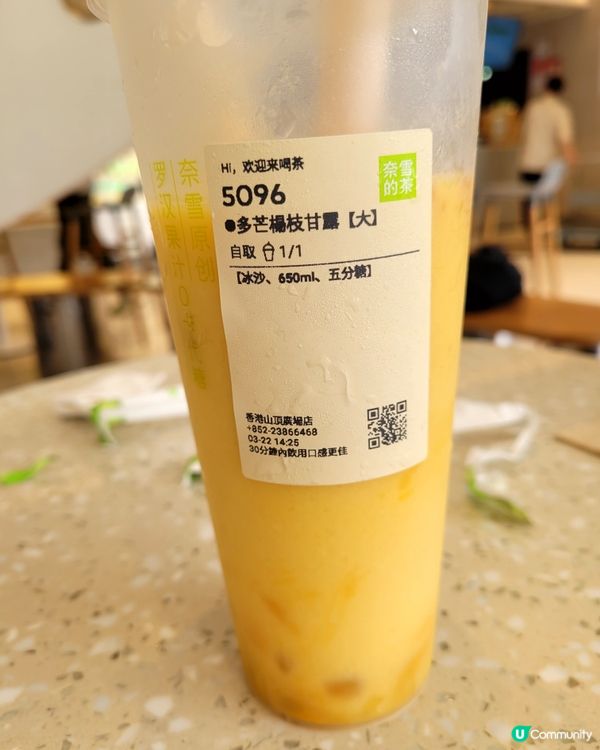 Hi，欢迎来喝茶
奈雪
的茶
5096
●多芒楊枝甘露【大】
自取 1/1
【冰沙、650ml、五分糖】
香港山頂廣場店
+852-23866468
03-22 14:25
30分鐘內飲用口感更佳
奈雪原创
罗汉果汁0
U Community